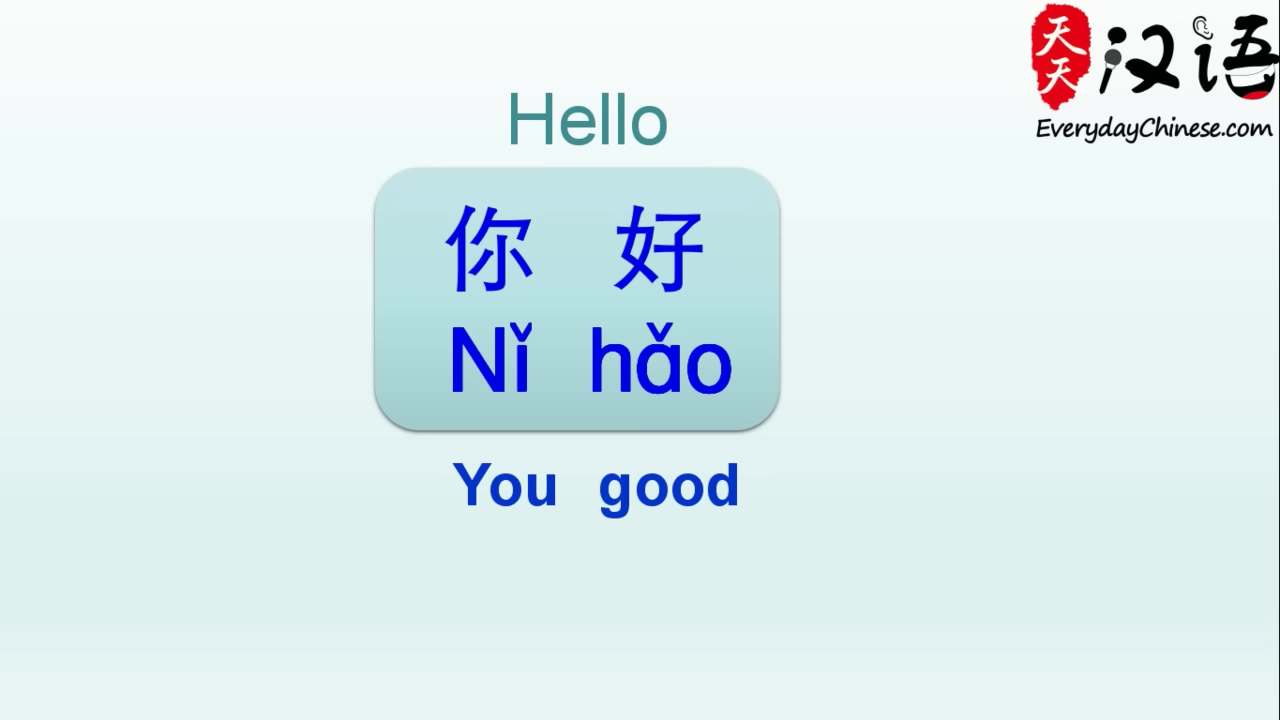 天天汉语
EverydayChinese.com
Hello
你 好
Nǐ hǎo
You good